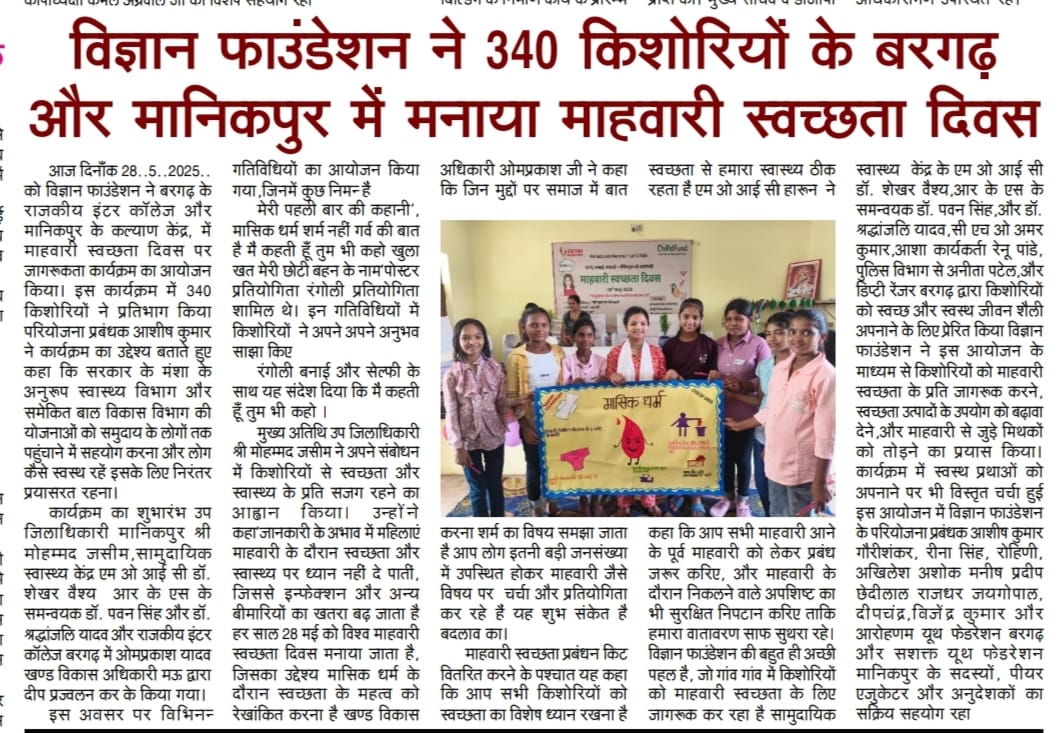 विज्ञान फाउंडेशन ने 340 किशोरियों के बरगढ़
और मानिकपुर में मनाया माहवारी स्वच्छता दिवस
आज दिनाँक 28..5..2025..
को विज्ञान फाउंडेशन ने बरगढ के
राजकीय इंटर कॉलेज और
मानिकपुर के कल्याण केंद्र, में
माहवारी स्वच्छता दिवस पर
जागरूकता कार्यक्रम का आयोजन
किया। इस कार्यक्रम में 340
किशोरियों ने प्रतिभाग किया
परियोजना प्रबंधक आशीष कुमार
ने कार्यक्रम का उद्देश्य बताते हुए
कहा कि सरकार के मंशा के
अनुरूप स्वास्थ्य विभाग और
समेकित बाल विकास विभाग की
योजनाओं को समुदाय के लोगों तक
पहुंचाने में सहयोग करना और लोग
कैसे स्वस्थ रहें इसके लिए निरंतर
प्रयासरत रहना।
कार्यक्रम का शुभारंभ उप
जिलाधिकारी मानिकपुर श्री
मोहम्मद जसीम,सामुदायिक
स्वास्थ्य केंद्र एम ओ आई सी डॉ.
शेखर वैश्य आर के एस के
समन्वयक डॉ. पवन सिंह और डॉ.
श्रद्धांजलि यादव और राजकीय इंटर
कॉलेज बरगढ़ में ओमप्रकाश यादव
खण्ड विकास अधिकारी मऊ द्वारा
दीप प्रज्वलन कर के किया गया।
इस अवसर पर विभिनन
गतिविधियों का आयोजन किया
गया,जिनमें कुछ निमन्न है
मेरी पहली बार की कहानी',
मासिक धर्म शर्म नहीं गर्व की बात
है मै कहती हूँ तुम भी कहो खुला
खत मेरी छोटी बहन के नाम'पोस्टर
प्रतियोगिता रंगोली प्रतियोगिता
शामिल थे। इन गतिविधियों में
किशोरियों ने अपने अपने अनुभव
साझा किए
रंगोली बनाई और सेल्फी के
साथ यह संदेश दिया कि मै कहती
हूँ तुम भी कहो ।
मुख्य अतिथि उप जिलाधिकारी
श्री मोहम्मद जसीम ने अपने संबोधन
में किशोरियों से स्वच्छता और
स्वास्थ्य के प्रति सजग रहने का
आह्वान किया। उन्होंने
कहा'जानकारी के अभाव में महिलाएं
माहवारी के दौरान स्वच्छता और
स्वास्थ्य पर ध्यान नहीं दे पातीं,
जिससे इन्फेक्शन और अन्य
बीमारियों का खतरा बढ़ जाता है
हर साल 28 मई को विश्व माहवारी
स्वच्छता दिवस मनाया जाता है,
जिसका उद्देश्य मासिक धर्म के
दौरान स्वच्छता के महत्व को
रेखांकित करना है खण्ड विकास
अधिकारी ओमप्रकाश जी ने कहा
कि जिन मुद्दों पर समाज में बात
माहवारी स्वच्छता दिवस
मासिक धर्म
करना शर्म का विषय समझा जाता
है आप लोग इतनी बड़ी जनसंख्या
में उपस्थित होकर माहवारी जैसे
विषय पर चर्चा और प्रतियोगिता
कर रहे है यह शुभ संकेत है
बदलाव का।
माहवारी स्वच्छता प्रबंधन किट
वितरित करने के पश्चात यह कहा
कि आप सभी किशोरियों को
स्वच्छता का विशेष ध्यान रखना है
स्वच्छता से हमारा स्वास्थ्य ठीक
रहता है एम ओ आई सी हारून ने
कहा कि आप सभी माहवारी आने
के पूर्व माहवारी को लेकर प्रबंध
जरूर करिए, और माहवारी के
दौरान निकलने वाले अपशिष्ट का
भी सुरक्षित निपटान करिए ताकि
हमारा वातावरण साफ सुथरा रहे।
विज्ञान फाउंडेशन की बहुत ही अच्छी
पहल है, जो गांव गांव में किशोरियों
को माहवारी स्वच्छता के लिए
जागरूक कर रहा है सामुदायिक
स्वास्थ्य केंद्र के एम ओ आई सी
डॉ. शेखर वैश्य,आर के एस के
समन्वयक डॉ. पवन सिंह,और डॉ.
श्रद्धांजलि यादव,सी एच ओ अमर
कुमार,आशा कार्यकर्ता रेनू पांडे,
पुलिस विभाग से अनीता पटेल,और
डिप्टी रेंजर बरगढ़ द्वारा किशोरियों
को स्वच्छ और स्वस्थ जीवन शैली
अपनाने के लिए प्रेरित किया विज्ञान
फाउंडेशन ने इस आयोजन के
माध्यम से किशोरियों को माहवारी
स्वच्छता के प्रति जागरूक करने,
स्वच्छता उत्पादों के उपयोग को बढ़ावा
देने,और माहवारी से जुड़े मिथकों
को तोड़ने का प्रयास किया।
कार्यक्रम में स्वस्थ प्रथाओं को
अपनाने पर भी विस्तृत चर्चा हुई
इस आयोजन में विज्ञान फाउंडेशन
के परियोजना प्रबंधक आशीष कुमार
गौरीशंकर, रीना सिंह, रोहिणी,
अखिलेश अशोक मनीष प्रदीप
छेदीलाल राजधर जयगोपाल,
दीपचंद्र,विजेंद्र कुमार और
आरोहणम यूथ फेडरेशन बरगढ
और सशक्त यूथ फेडरेशन
मानिकपुर के सदस्यों, पीयर
एजुकेटर और अनुदेशकों का
सक्रिय सहयोग रहा